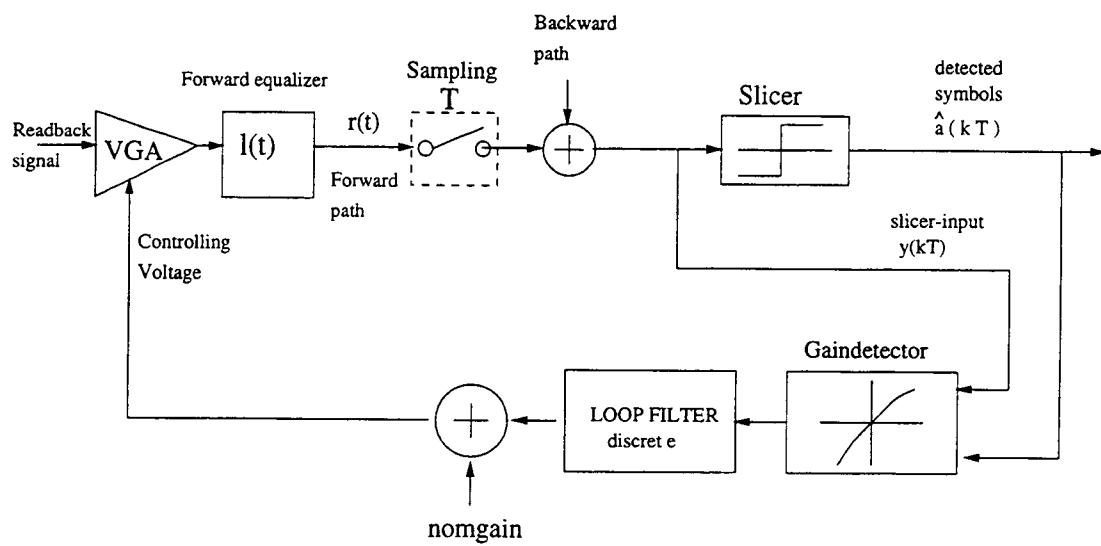 Backward
path
Sampling
T
Forward equalizer
Slicer
detected
symbols
^
a ( k T )
Readback
signal
VGA
l(t)
r(t)
Forward
path
Controlling
Voltage
slicer-input
y(kT)
Gaindetector
LOOP FILTER
discret e
nomgain